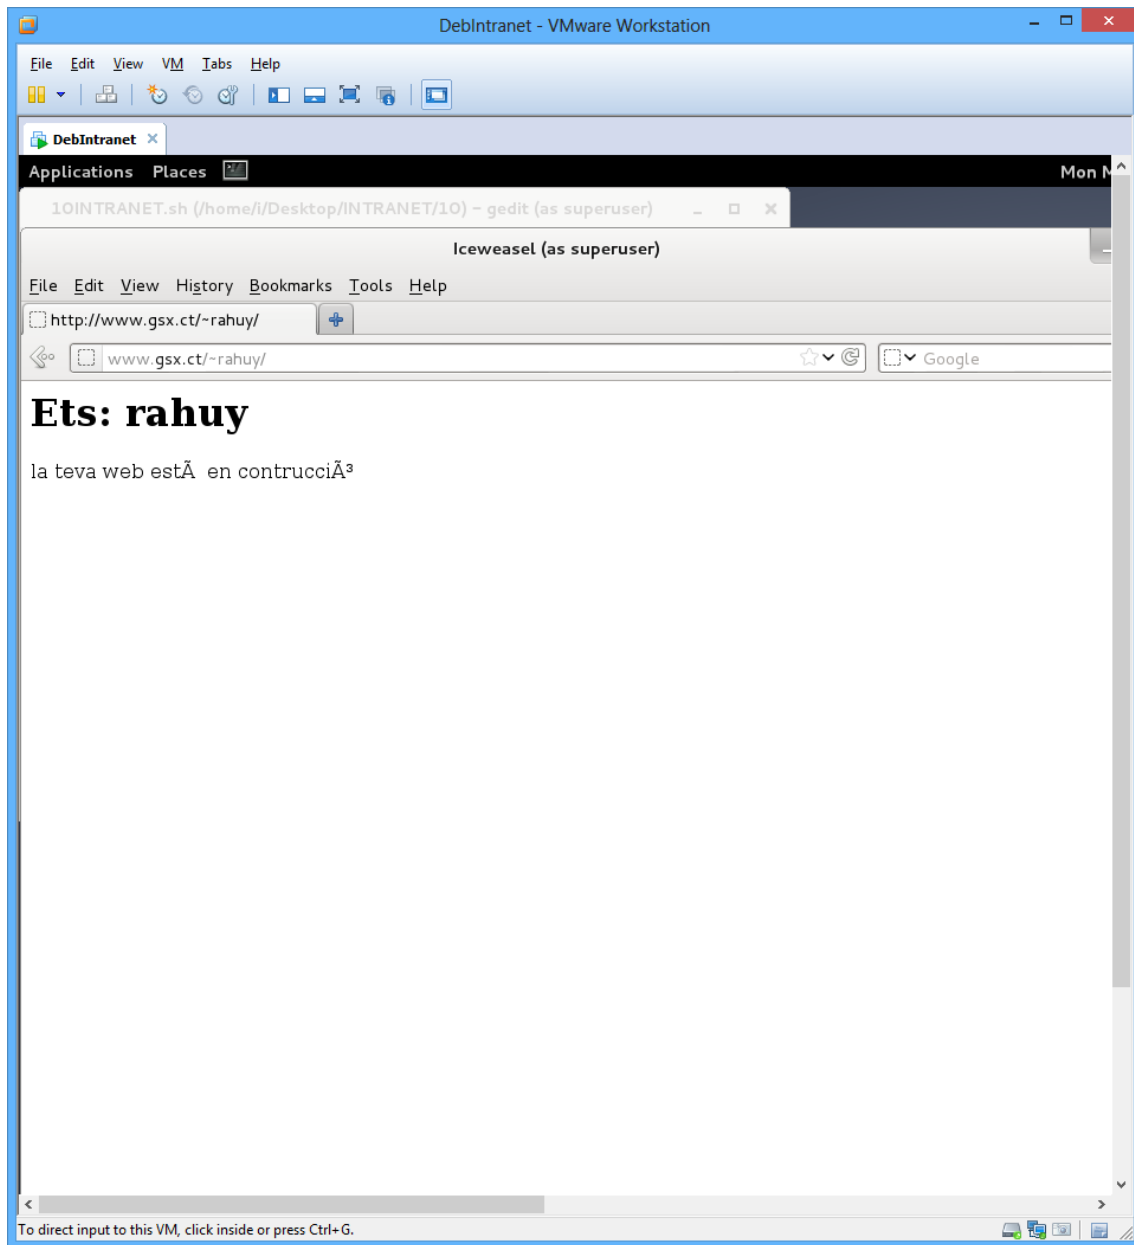 DebIntranet - VMware Workstation
File Edit View VM Tabs Help
DebIntranet
Applications Places Mon M
10INTRANET.sh (/home/i/Desktop/INTRANET/10) - gedit (as superuser)
Iceweasel (as superuser)
File Edit View History Bookmarks Tools Help
http://www.gsx.ct/~rahuy/
www.gsx.ct/~rahuy/ Google
Ets: rahuy
la teva web estÃ  en contrucciÃ³
To direct input to this VM, click inside or press Ctrl+G.